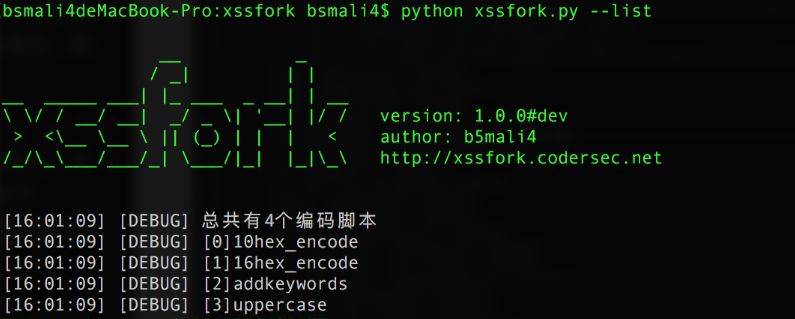 [bsmali4deMacBook-Pro:xssfork bsmali4$ python xssfork.py --list
xssfork
version: 1.0.0#dev
author: b5mali4
http://xssfork.codersec.net
[16:01:09] [DEBUG] 总共有4个编码脚本
[16:01:09] [DEBUG] [0]10hex_encode
[16:01:09] [DEBUG] [1]16hex_encode
[16:01:09] [DEBUG] [2]addkeywords
[16:01:09] [DEBUG] [3]uppercase